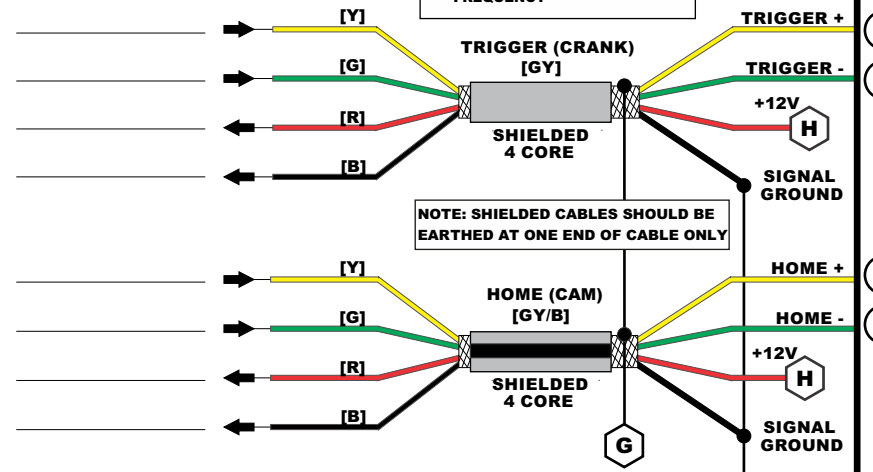 FREQUENCY
[Y]
TRIGGER +
TRIGGER (CRANK)
[GY]
[G]
TRIGGER -
+12V
H
[R]
SHIELDED
4 CORE
[B]
SIGNAL
GROUND
NOTE: SHIELDED CABLES SHOULD BE
EARTHED AT ONE END OF CABLE ONLY
[Y]
HOME +
HOME (CAM)
[GY/B]
[G]
HOME -
+12V
H
[R]
SHIELDED
4 CORE
[B]
SIGNAL
GROUND
G